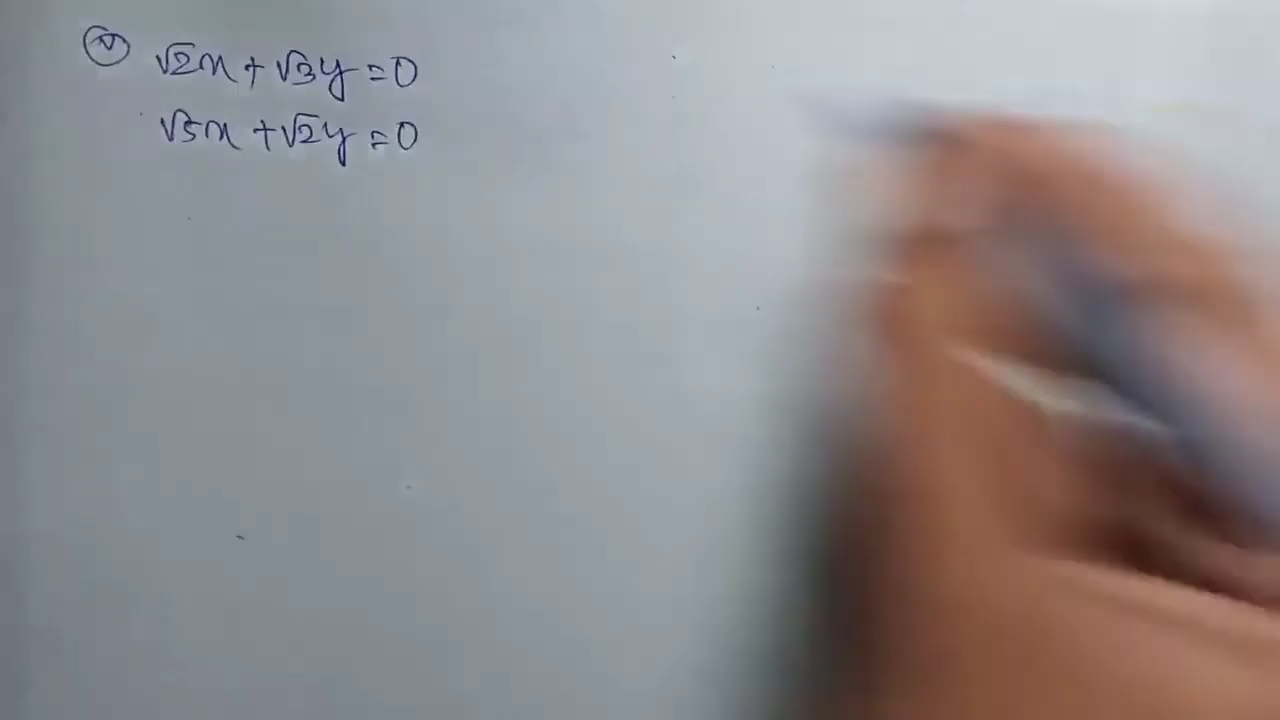 (v) √2x + √3y = 0
√5x + √2y = 0